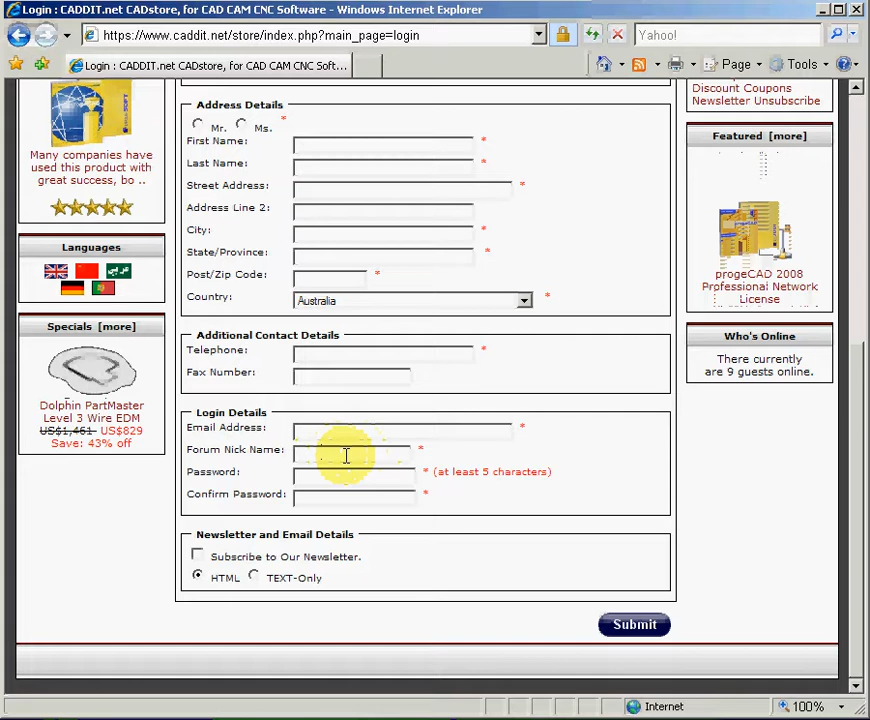 Login : CADDIT.net CADstore, for CAD CAM CNC Software - Windows Internet Explorer
https://www.caddit.net/store/index.php?main_page=login
Yahoo!
Login : CADDIT.net CADstore, for CAD CAM CNC Soft...
Page
Tools
Many companies have
used this product with
great success, bo ..
Languages
عربي
Specials [more]
Dolphin PartMaster
Level 3 Wire EDM
US$1,461 US$829
Save: 43% off
Address Details
Mr. Ms. *
First Name: *
Last Name: *
Street Address: *
Address Line 2:
City: *
State/Province: *
Post/Zip Code: *
Country: Australia *
Additional Contact Details
Telephone: *
Fax Number:
Login Details
Email Address: *
Forum Nick Name: *
Password: * (at least 5 characters)
Confirm Password: *
Newsletter and Email Details
Subscribe to Our Newsletter.
HTML TEXT-Only
Submit
Discount Coupons
Newsletter Unsubscribe
Featured [more]
progeCAD 2008
Professional Network
License
Who's Online
There currently
are 9 guests online.
Internet
100%